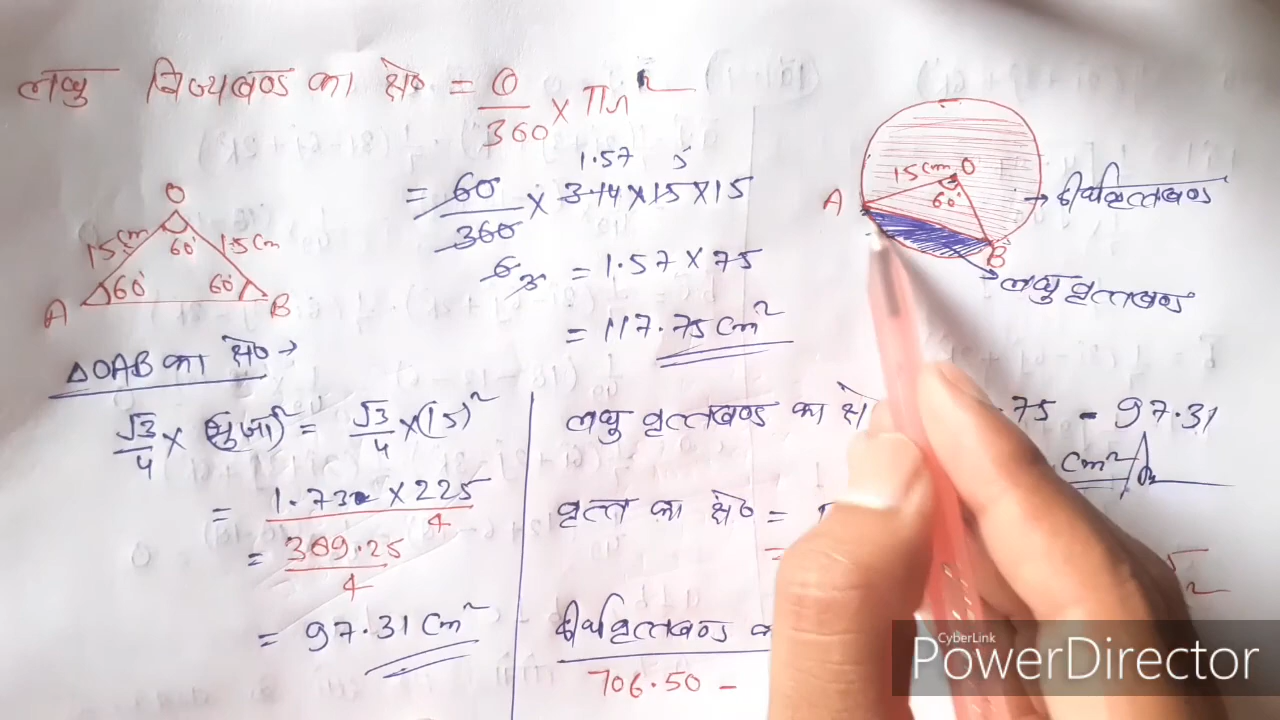 लघु त्रिज्यखण्ड का क्षे० = θ/360 × πr²
= 60/360 × 3.14 × 15 × 15
1.57 5
6 2
= 1.57 × 75
= 117.75 cm²
O
15cm 60° 15cm
A 60° 60° B
ΔOAB का क्षे० →
√3/4 × (भुजा)² = √3/4 × (15)²
= 1.732 × 225/4
= 389.25/4
= 97.31 cm²
15cm O
A 60°
B
→ दीर्घवृत्तखण्ड
→ लघु वृत्तखण्ड
लघु वृत्तखण्ड का क्षे .75 - 97.31
cm²
वृत्त का क्षे० =
=
दीर्घवृत्तखण्ड
706.50 -
CyberLink
PowerDirector